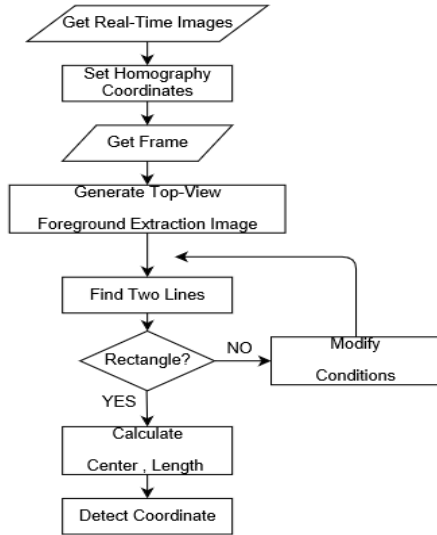 Get Real-Time Images
Set Homography
Coordinates
Get Frame
Generate Top-View
Foreground Extraction Image
Find Two Lines
Rectangle?
NO
Modify
Conditions
YES
Calculate
Center , Length
Detect Coordinate